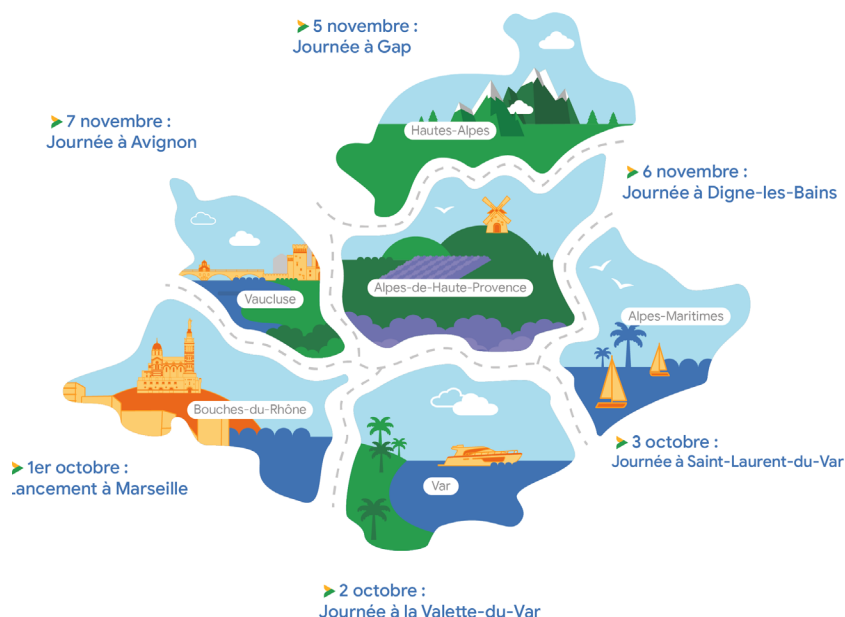 5 novembre :
Journée à Gap
7 novembre :
Journée à Avignon
Hautes-Alpes
6 novembre :
Journée à Digne-les-Bains
Alpes-de-Haute-Provence
Vaucluse
Alpes-Maritimes
Bouches-du-Rhône
3 octobre :
Journée à Saint-Laurent-du-Var
1er octobre :
Lancement à Marseille
Var
2 octobre :
Journée à la Valette-du-Var